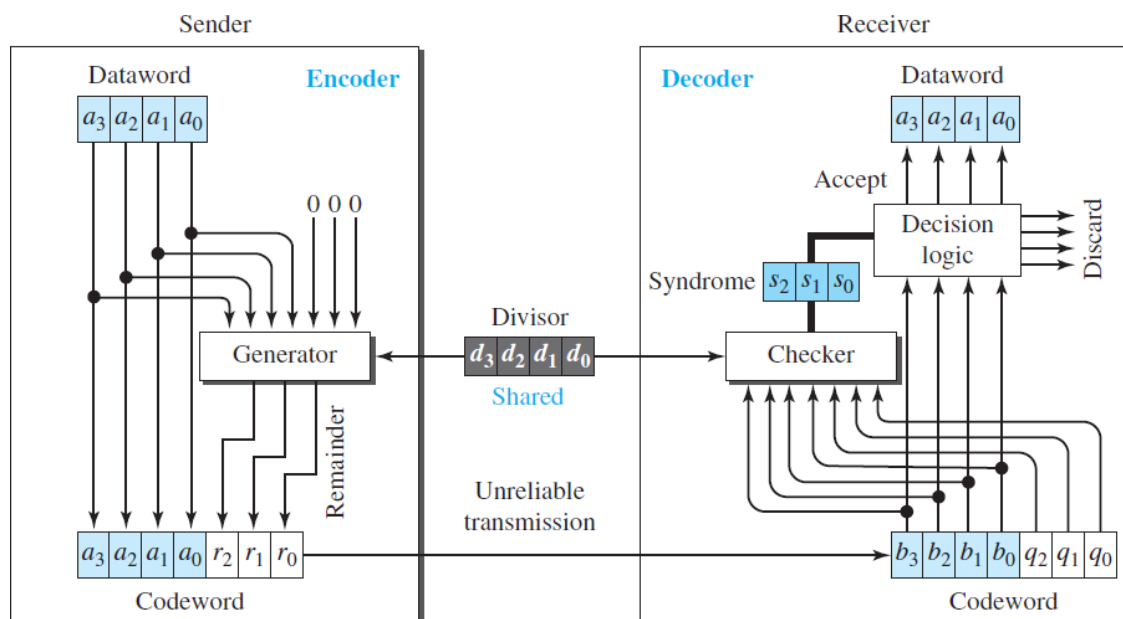 Sender
Encoder
Dataword
a3 a2 a1 a0
0 0 0
Generator
Remainder
a3 a2 a1 a0 r2 r1 r0
Codeword
Divisor
d3 d2 d1 d0
Shared
Unreliable
transmission
Receiver
Decoder
Dataword
a3 a2 a1 a0
Accept
Decision
logic
Discard
Syndrome s2 s1 s0
Checker
b3 b2 b1 b0 q2 q1 q0
Codeword